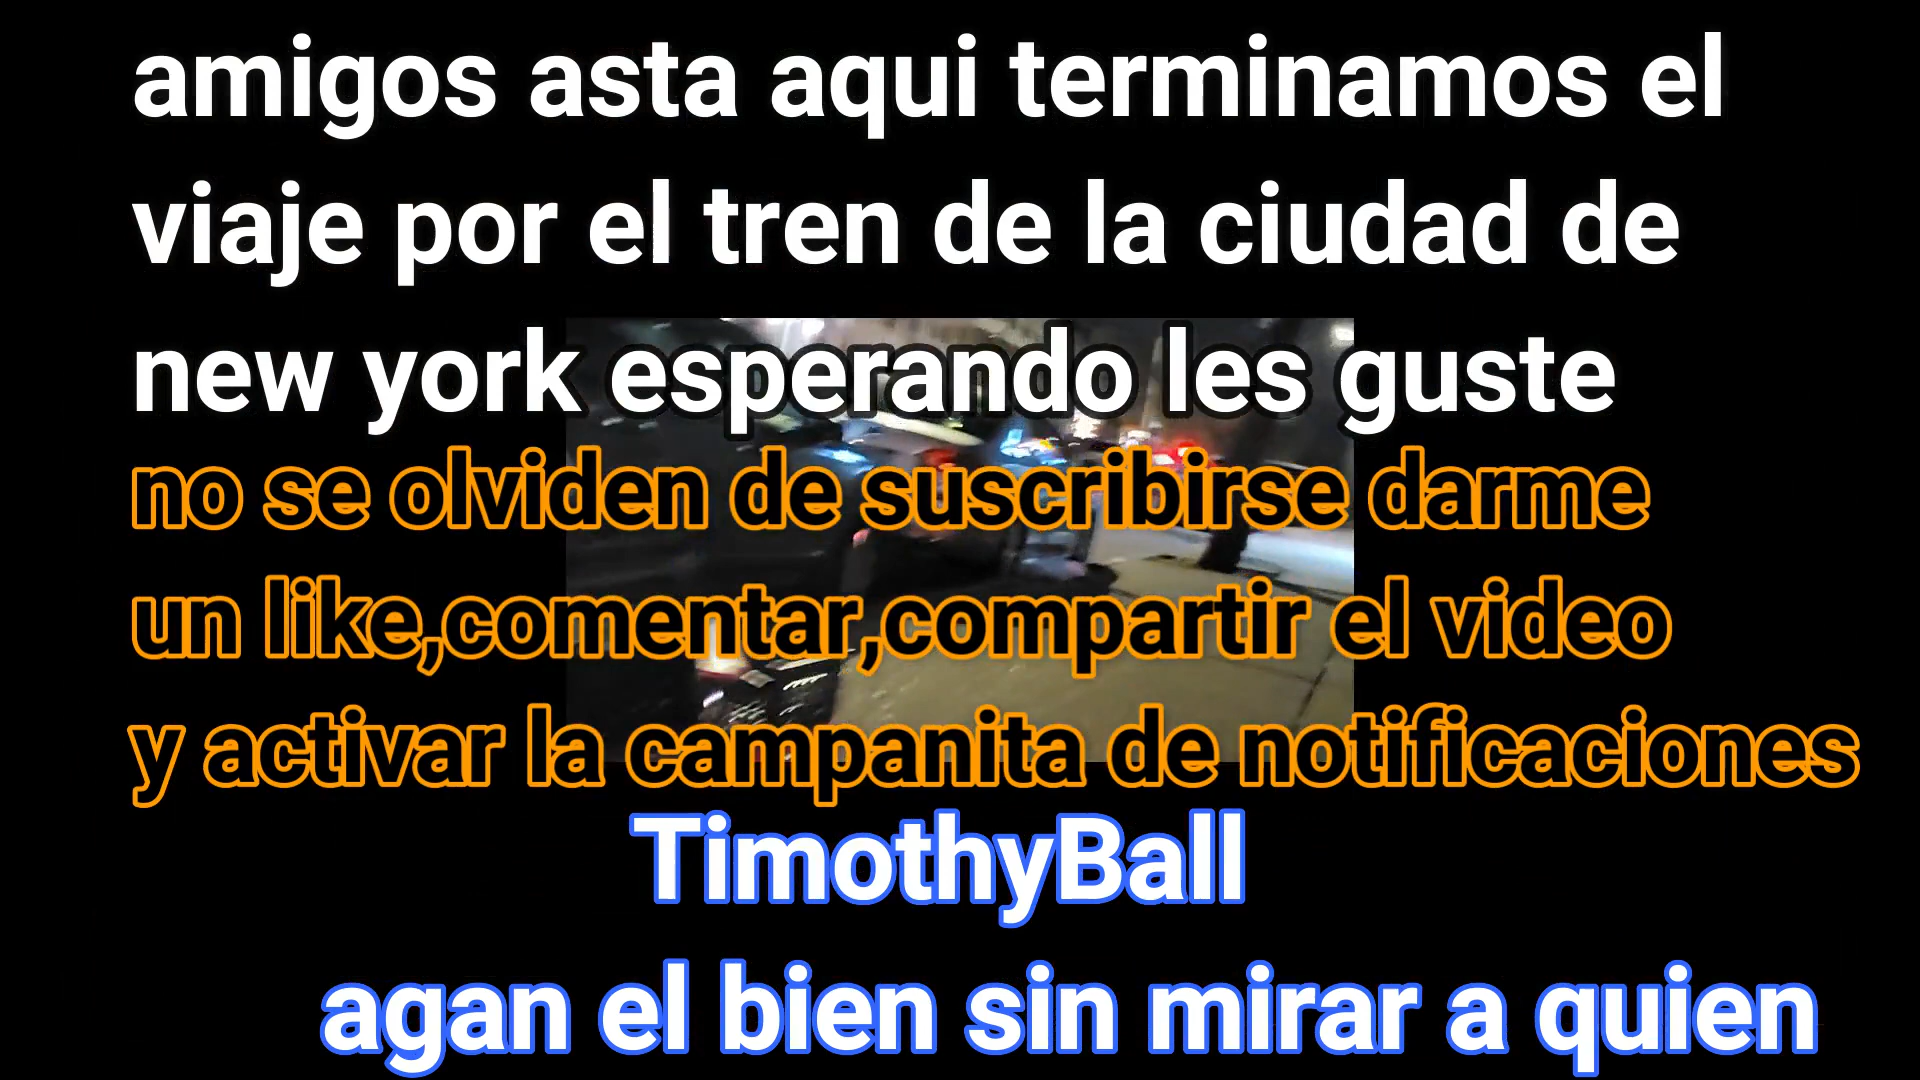 amigos asta aqui terminamos el
viaje por el tren de la ciudad de
new york esperando les guste
no se olviden de suscribirse darme
un like,comentar,compartir el video
y activar la campanita de notificaciones
TimothyBall
agan el bien sin mirar a quien